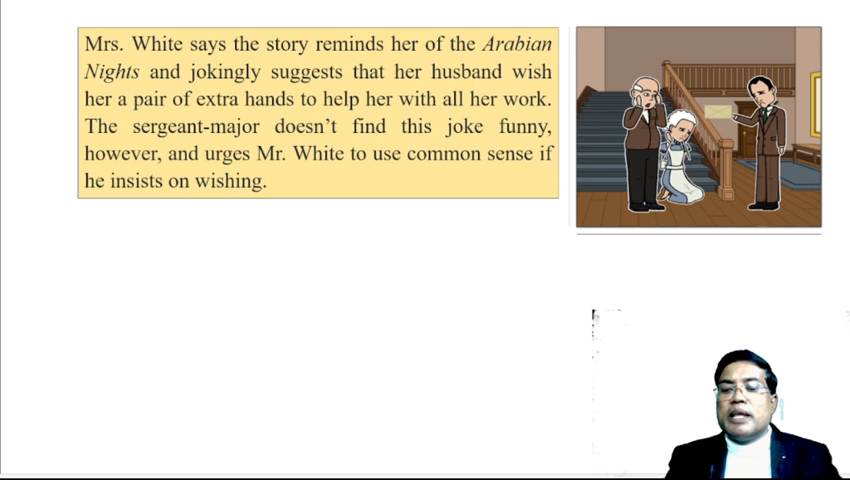 Mrs. White says the story reminds her of the Arabian
Nights and jokingly suggests that her husband wish
her a pair of extra hands to help her with all her work.
The sergeant-major doesn’t find this joke funny,
however, and urges Mr. White to use common sense if
he insists on wishing.